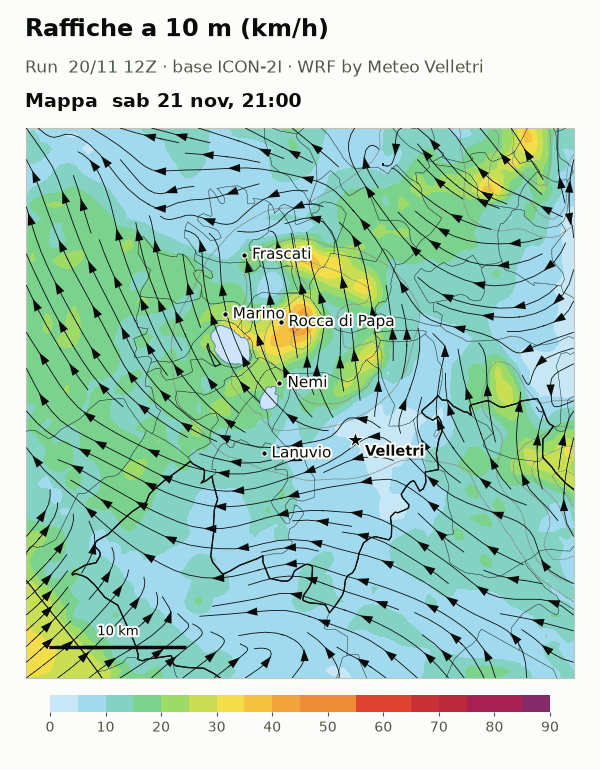 Raffiche a 10 m (km/h)
Run  20/11 12Z · base ICON-2I · WRF by Meteo Velletri
Mappa  sab 21 nov, 21:00
Frascati
Marino
Rocca di Papa
Nemi
Lanuvio
Velletri
10 km
0 10 20 30 40 50 60 70 80 90